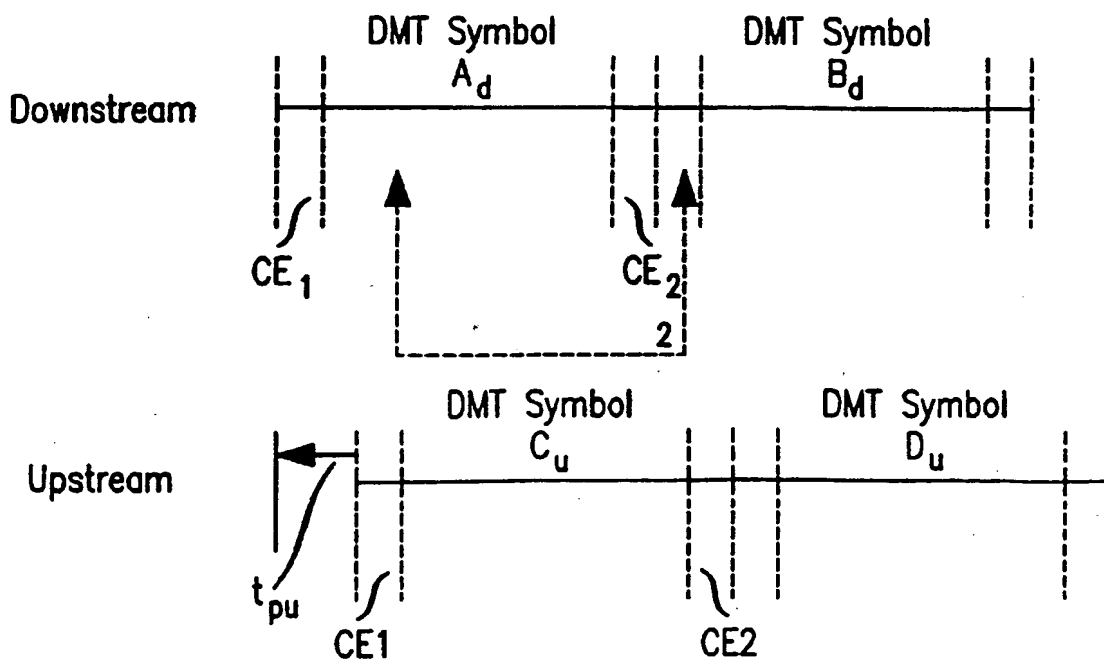 DMT Symbol
A_d
DMT Symbol
B_d
Downstream
CE_1
CE_2
2
DMT Symbol
C_u
DMT Symbol
D_u
Upstream
t_pu
CE1
CE2